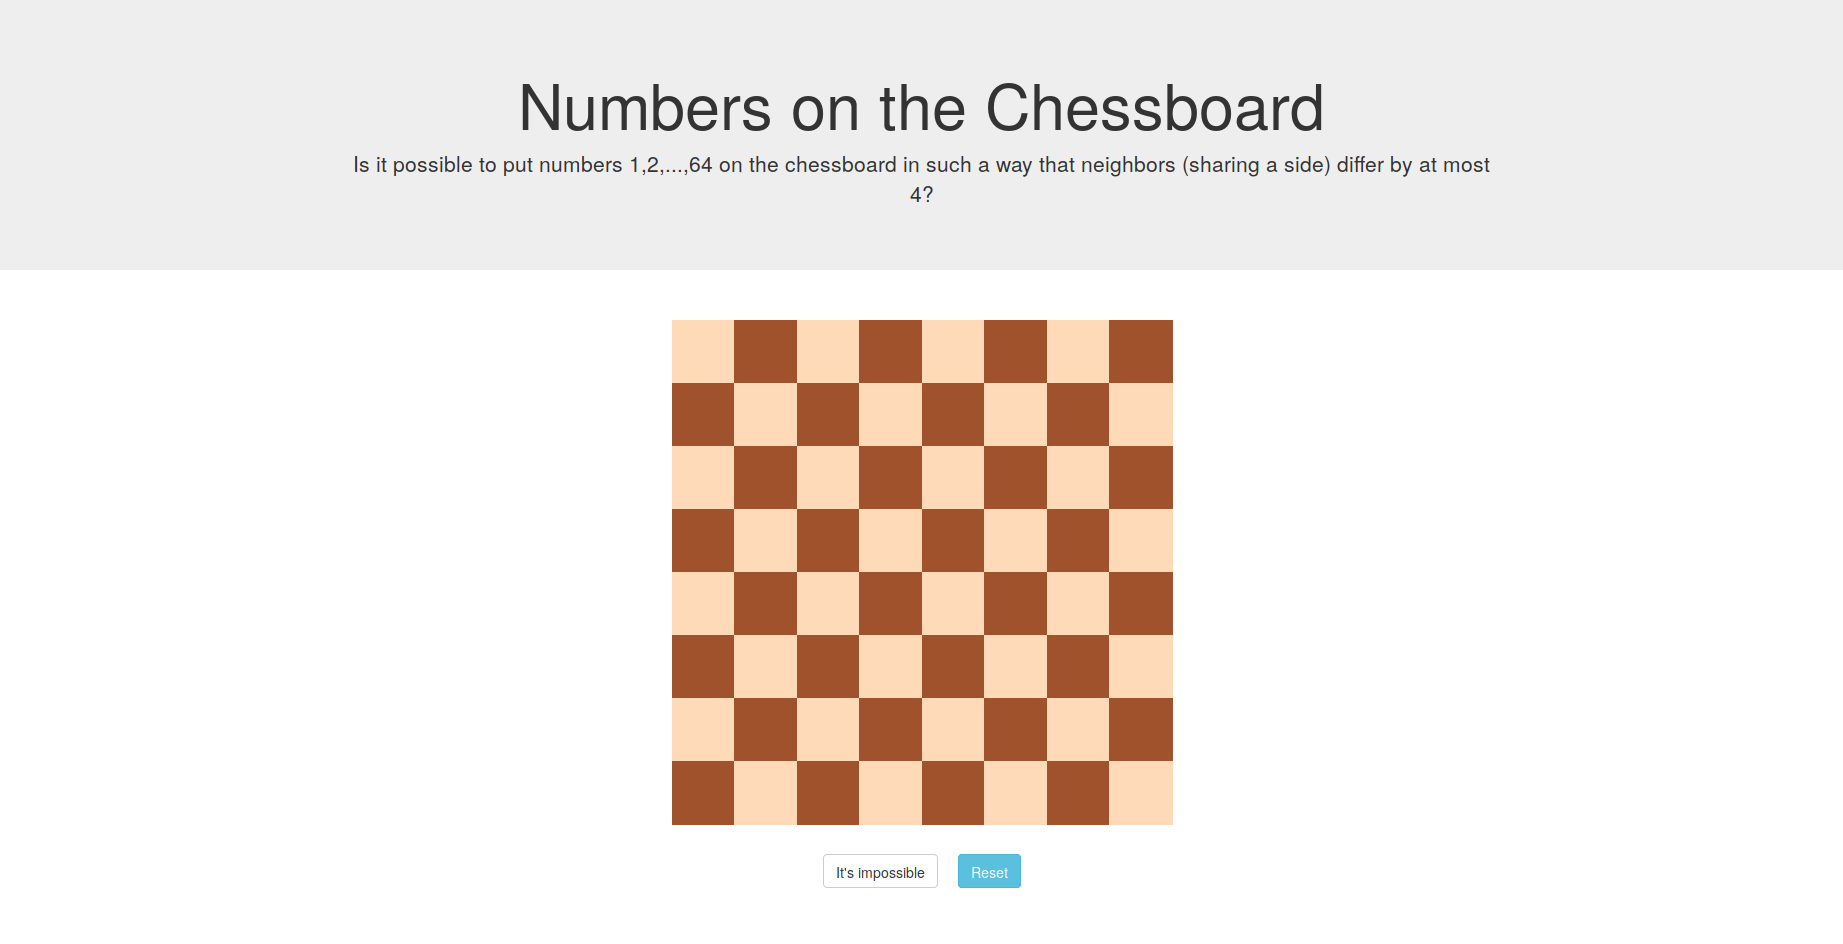 Numbers on the Chessboard
Is it possible to put numbers 1,2,...,64 on the chessboard in such a way that neighbors (sharing a side) differ by at most
4?
It's impossible
Reset